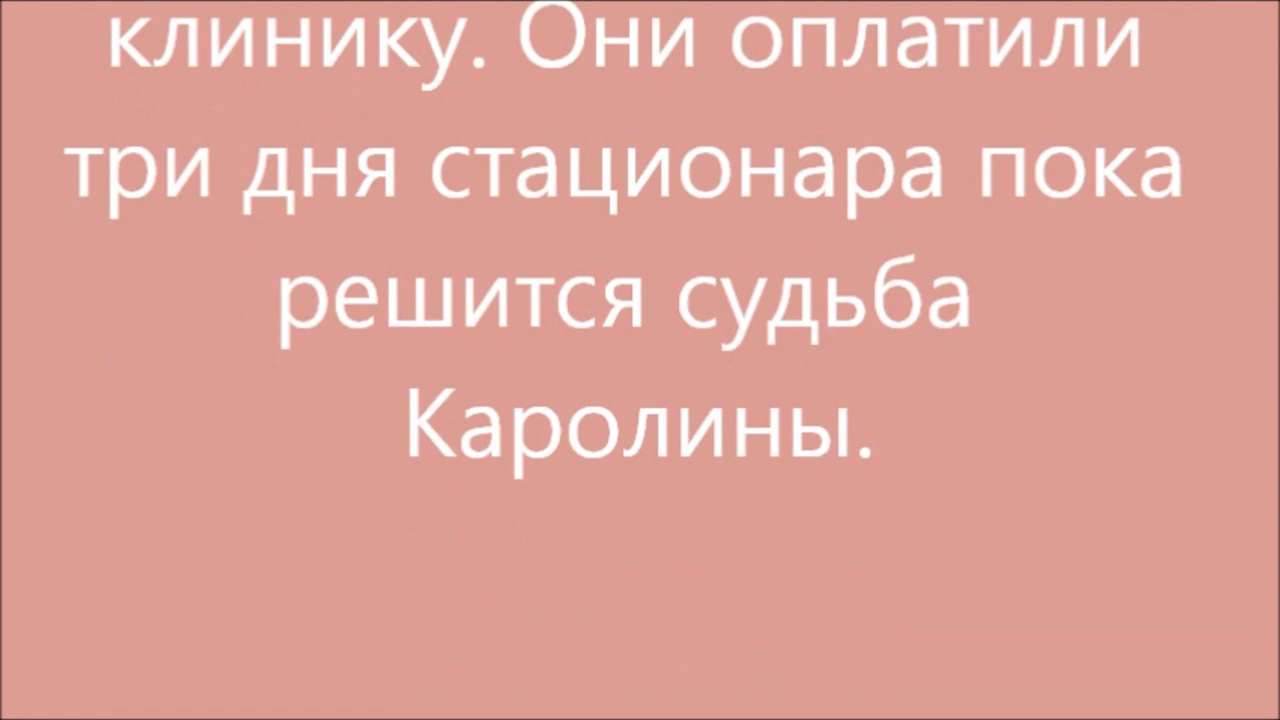 клинику. Они оплатили
три дня стационара пока
решится судьба
Каролины.